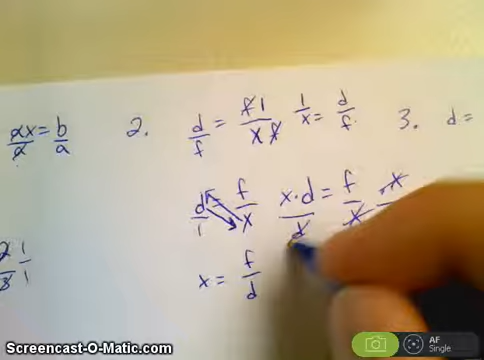 ax = b
a a
2. d/f = f1/xf 1/x = d/f
3. d =
d/1 = f/x x·d/d = f/x x
x = f/d
2 1
8 1
AF
Single
Screencast-O-Matic.com